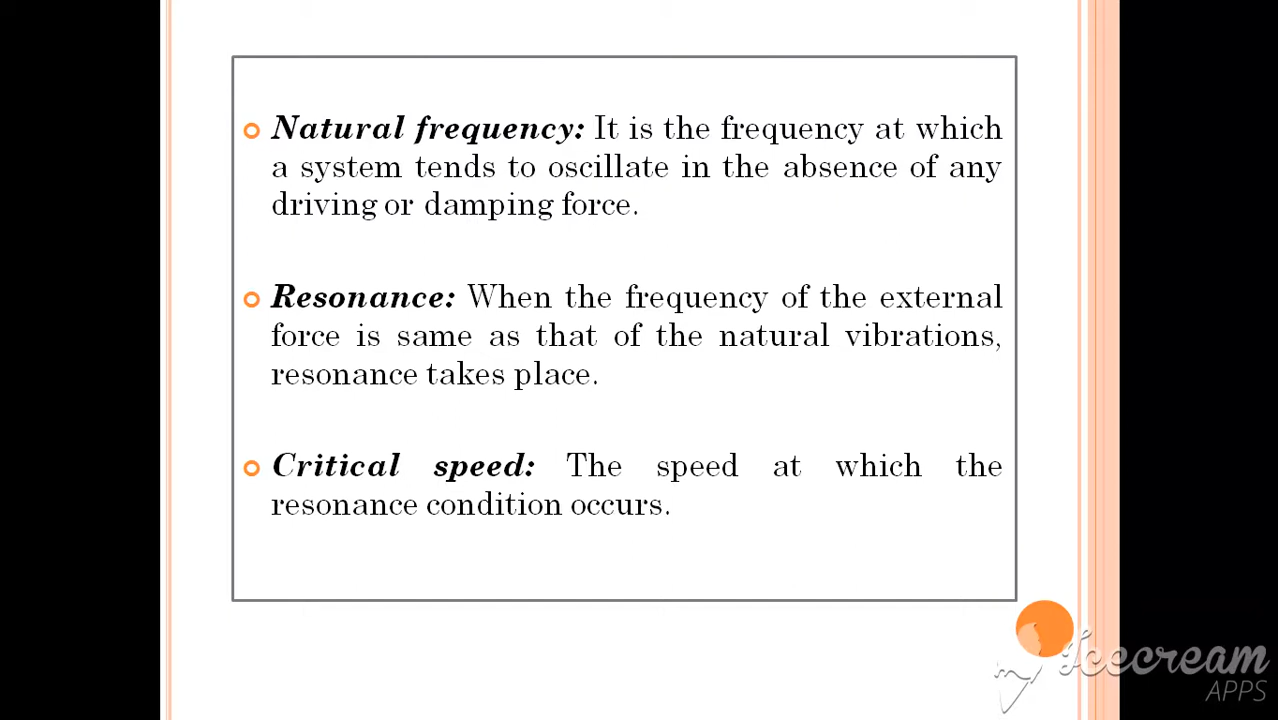 Natural frequency: It is the frequency at which
a system tends to oscillate in the absence of any
driving or damping force.
Resonance: When the frequency of the external
force is same as that of the natural vibrations,
resonance takes place.
Critical speed: The speed at which the
resonance condition occurs.
Icecream
APPS